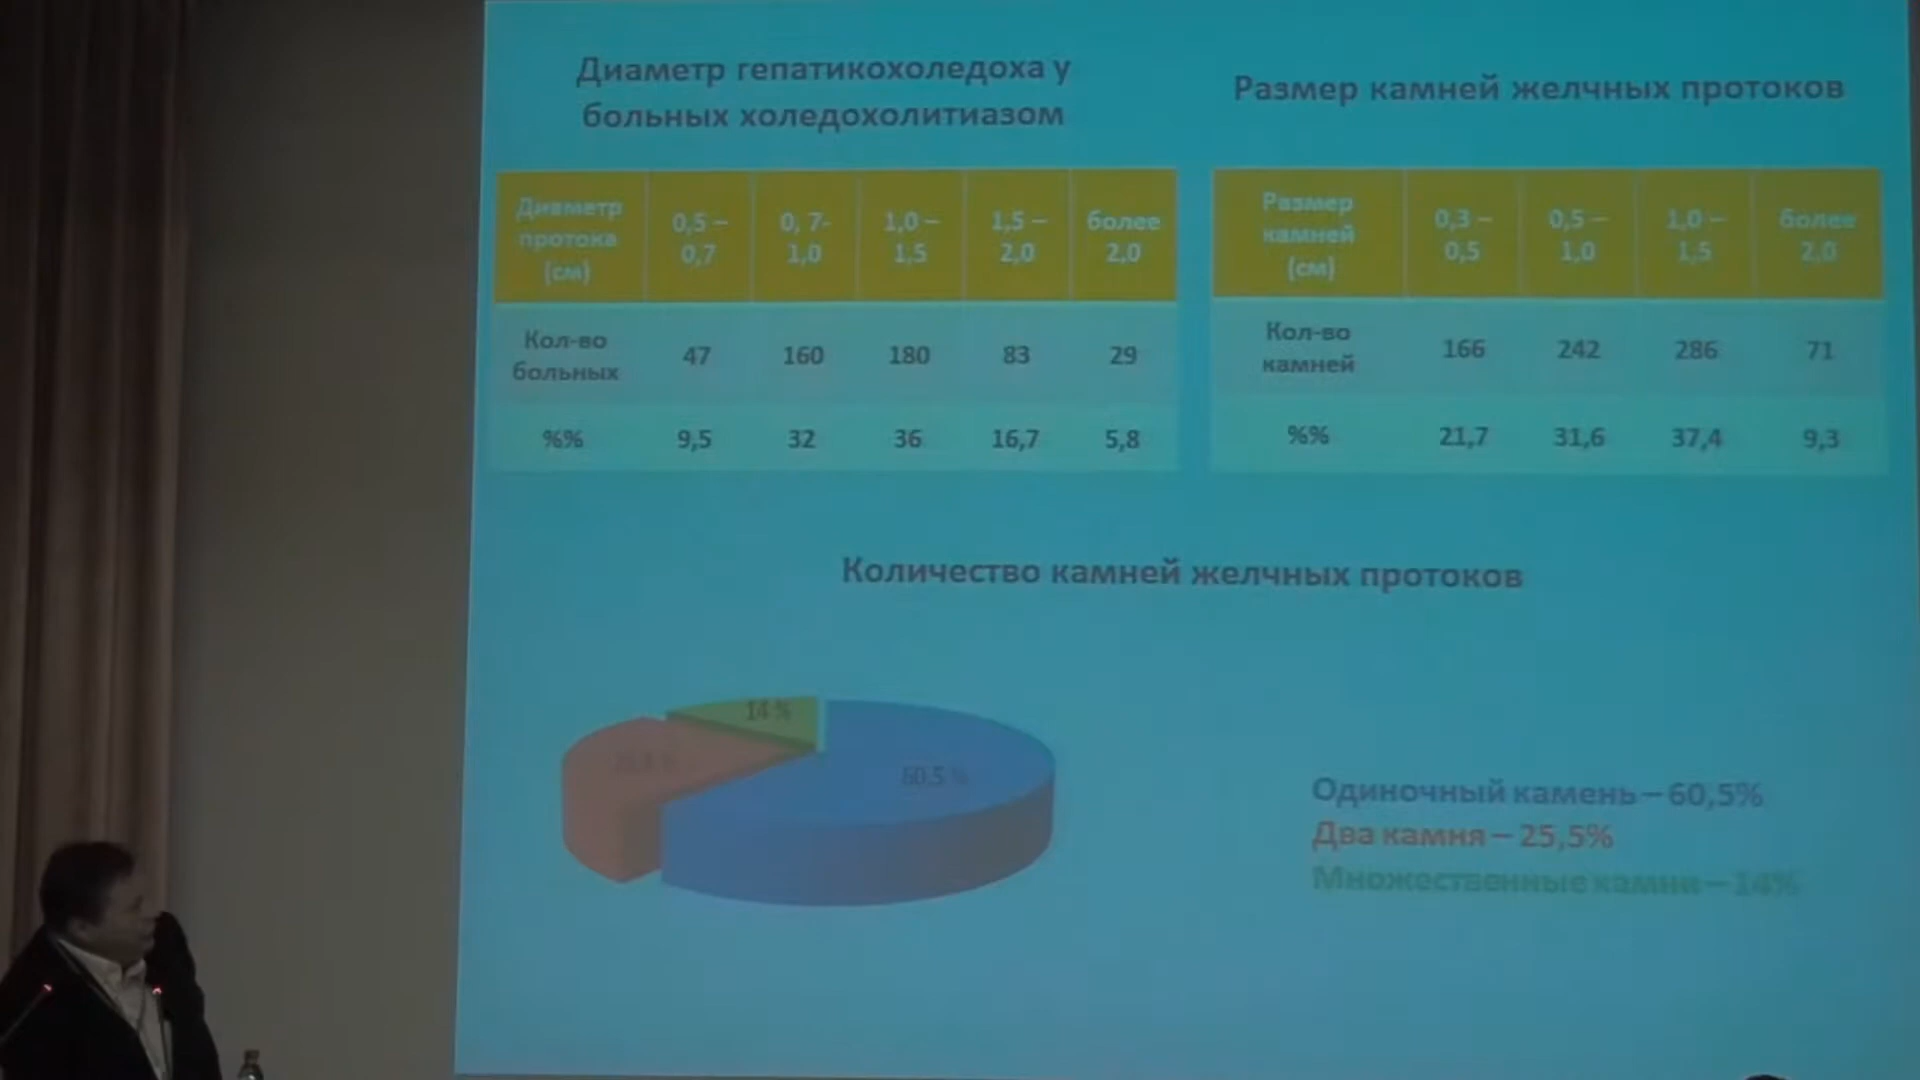 Диаметр гепатикохоледоха у
больных холедохолитиазом
Диаметр протока (см) 0,5 – 0,7 0, 7- 1,0 1,0 – 1,5 1,5 – 2,0 более 2,0
Кол-во больных 47 160 180 83 29
%% 9,5 32 36 16,7 5,8
Размер камней желчных протоков
Размер камней (см) 0,3 – 0,5 0,5 – 1,0 1,0 – 1,5 более 2,0
Кол-во камней 166 242 286 71
%% 21,7 31,6 37,4 9,3
Количество камней желчных протоков
14 %
60,5 %
Одиночный камень – 60,5%
Два камня – 25,5%
Множественные камни – 14%